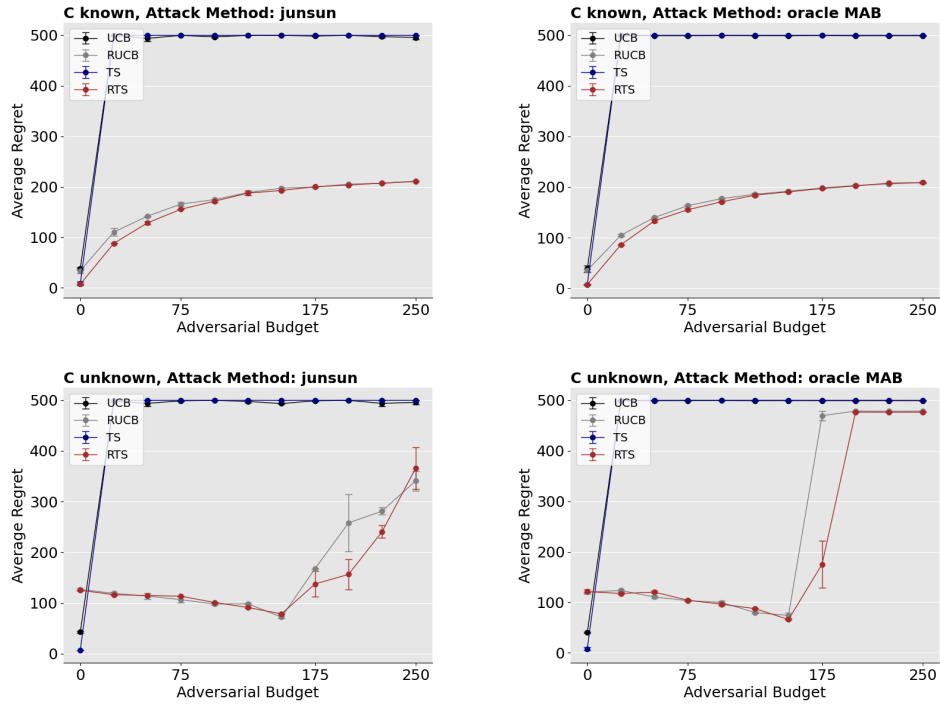 C known, Attack Method: junsun
500
400
300
200
100
0
Average Regret
UCB
RUCB
TS
RTS
0 75 175 250
Adversarial Budget
C known, Attack Method: oracle MAB
500
400
300
200
100
0
Average Regret
UCB
RUCB
TS
RTS
0 75 175 250
Adversarial Budget
C unknown, Attack Method: junsun
500
400
300
200
100
0
Average Regret
UCB
RUCB
TS
RTS
0 75 175 250
Adversarial Budget
C unknown, Attack Method: oracle MAB
500
400
300
200
100
0
Average Regret
UCB
RUCB
TS
RTS
0 75 175 250
Adversarial Budget